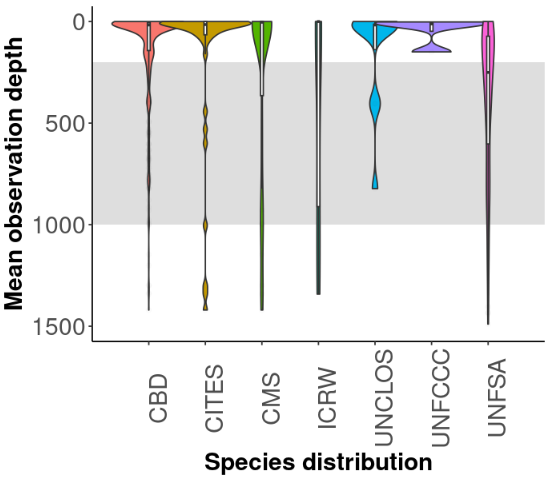 Mean observation depth
0
500
1000
1500
CBD
CITES
CMS
ICRW
UNCLOS
UNFCCC
UNFSA
Species distribution